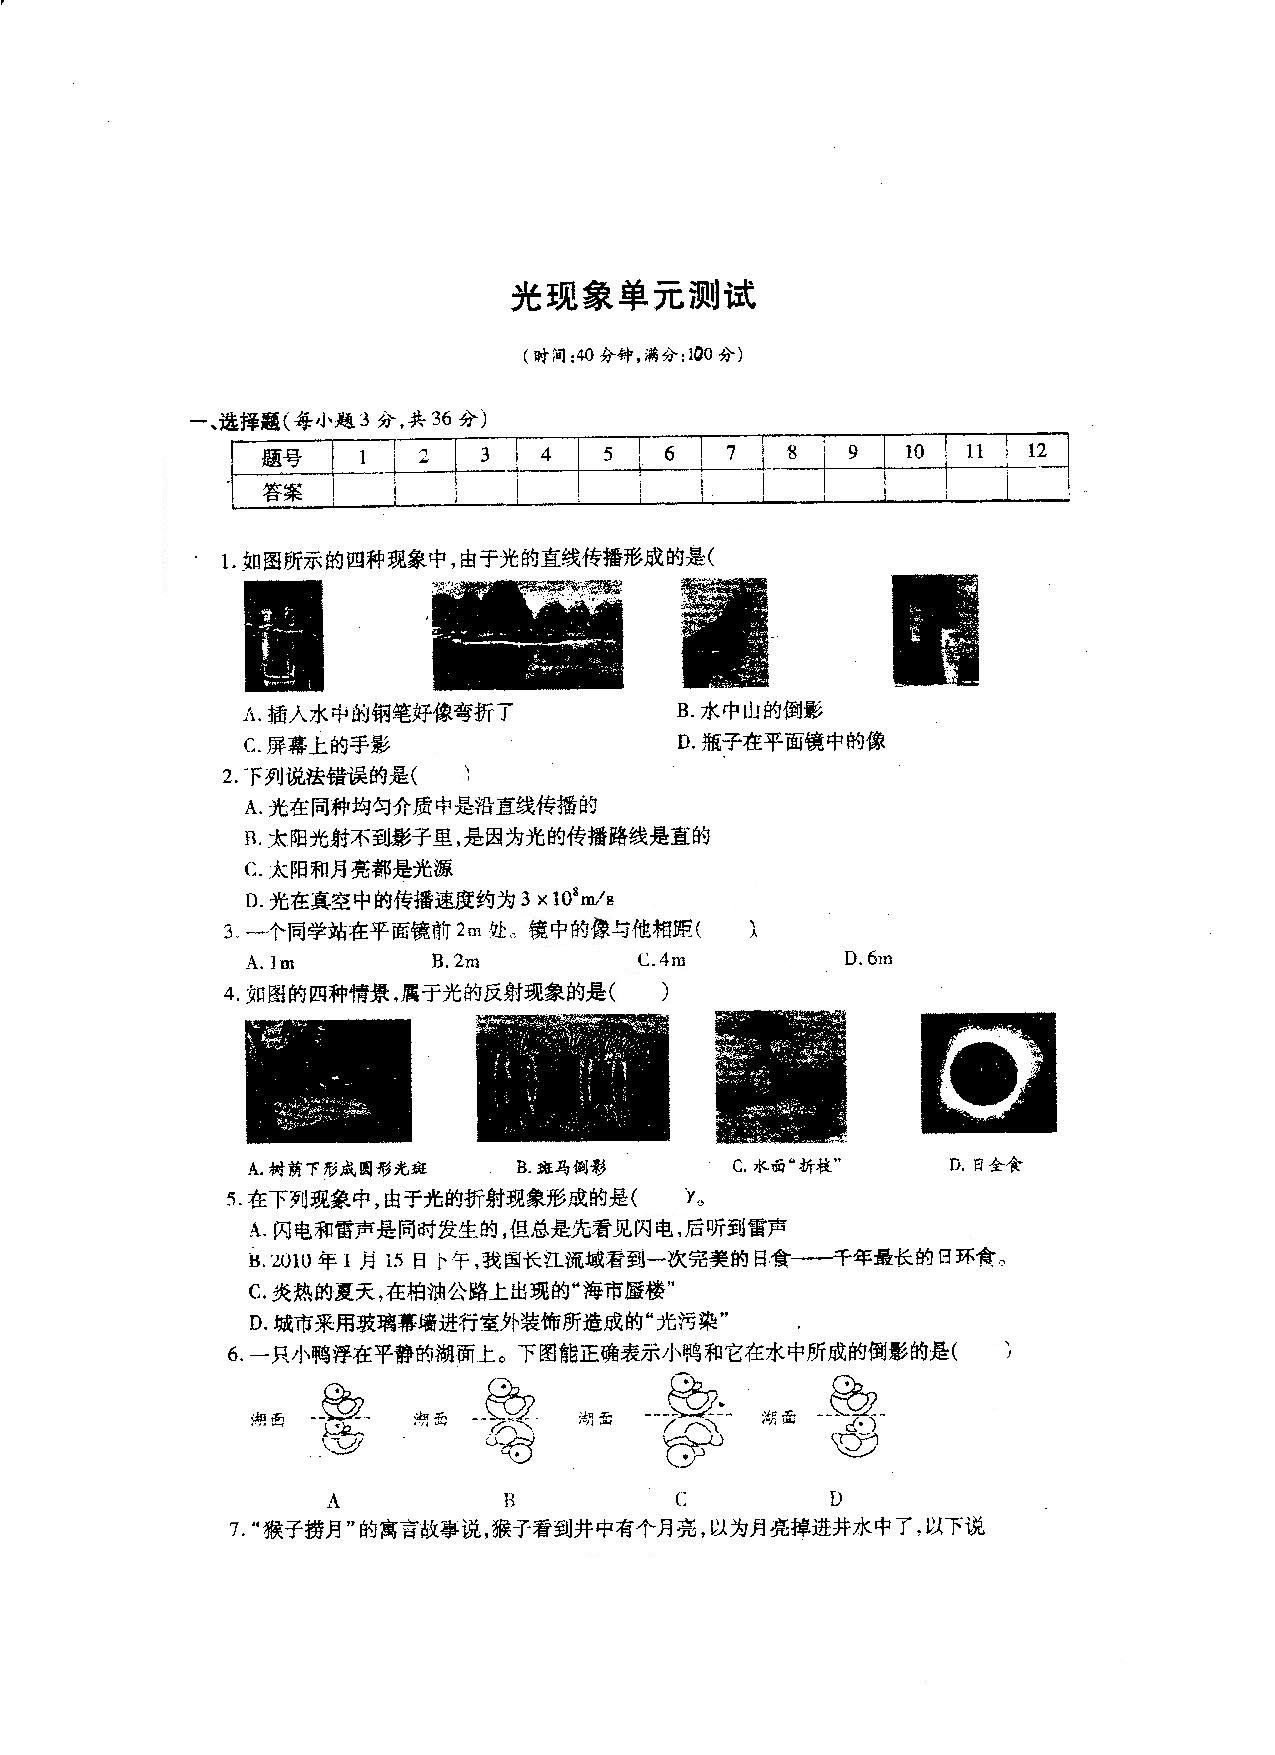 光现象单元测试
(时间:40分钟,满分:100分)
一、选择题(每小题3分,共36分)
题号 1 2 3 4 5 6 7 8 9 10 11 12
答案
1.如图所示的四种现象中,由于光的直线传播形成的是(
A.插入水中的钢笔好像弯折了 B.水中山的倒影
C.屏幕上的手影 D.瓶子在平面镜中的像
2.下列说法错误的是( )
A.光在同种均匀介质中是沿直线传播的
B.太阳光射不到影子里,是因为光的传播路线是直的
C.太阳和月亮都是光源
D.光在真空中的传播速度约为3×10⁸m/s
3.一个同学站在平面镜前2m处。镜中的像与他相距( )
A.1m B.2m C.4m D.6m
4.如图的四种情景,属于光的反射现象的是( )
A.树荫下形成圆形光斑 B.斑马倒影 C.水面“折枝” D.日全食
5.在下列现象中,由于光的折射现象形成的是( )。
A.闪电和雷声是同时发生的,但总是先看见闪电,后听到雷声
B.2010年1月15日下午,我国长江流域看到一次完美的日食——千年最长的日环食。
C.炎热的夏天,在柏油公路上出现的“海市蜃楼”
D.城市采用玻璃幕墙进行室外装饰所造成的“光污染”
6.一只小鸭浮在平静的湖面上。下图能正确表示小鸭和它在水中所成的倒影的是( )
湖面 湖面 湖面 湖面
A B C D
7.“猴子捞月”的寓言故事说,猴子看到井中有个月亮,以为月亮掉进井水中了,以下说